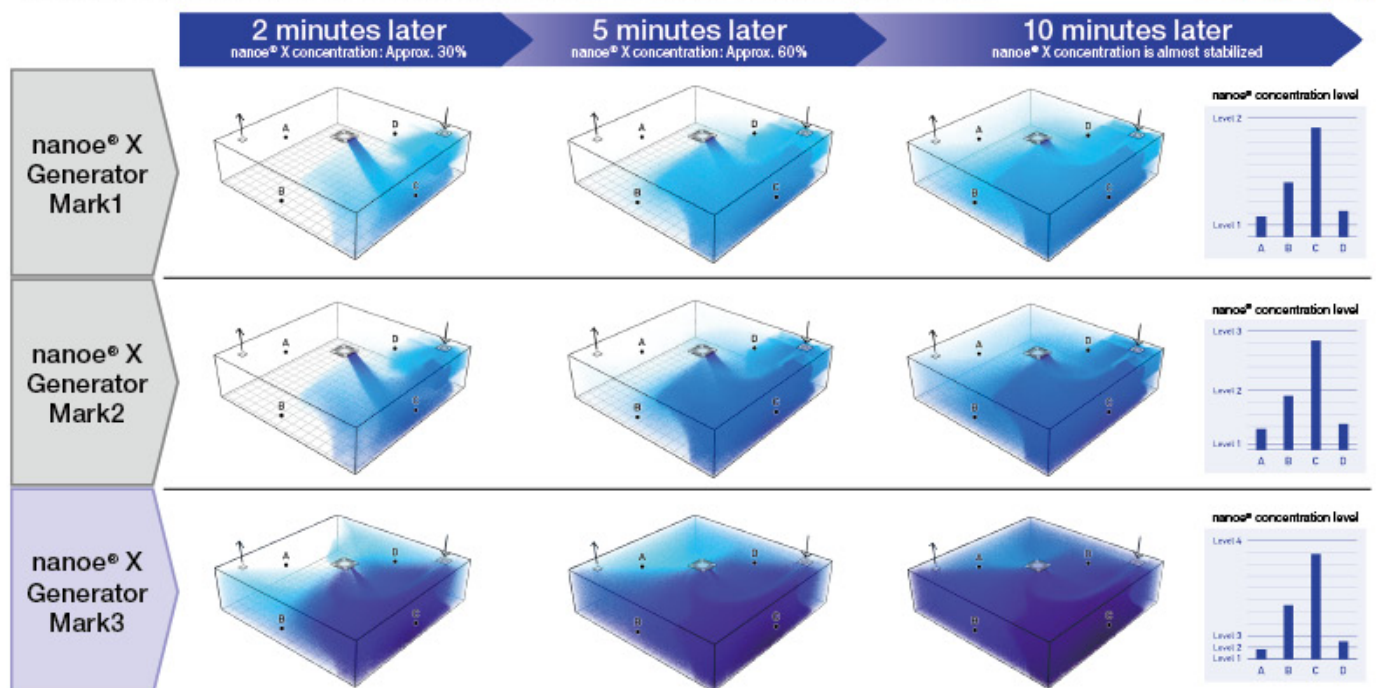 2 minutes later
nanoe® X concentration: Approx. 30%
5 minutes later
nanoe® X concentration: Approx. 60%
10 minutes later
nanoe® X concentration is almost stabilized
nanoe® X
Generator
Mark1
A
D
B
C
A
D
B
C
A
D
B
C
nanoe® concentration level
Level 2
Level 1
A B C D
nanoe® X
Generator
Mark2
A
D
B
C
A
D
B
C
A
D
B
C
nanoe® concentration level
Level 3
Level 2
Level 1
A B C D
nanoe® X
Generator
Mark3
A
D
B
C
A
D
B
C
A
D
B
C
nanoe® concentration level
Level 4
Level 3
Level 2
Level 1
A B C D